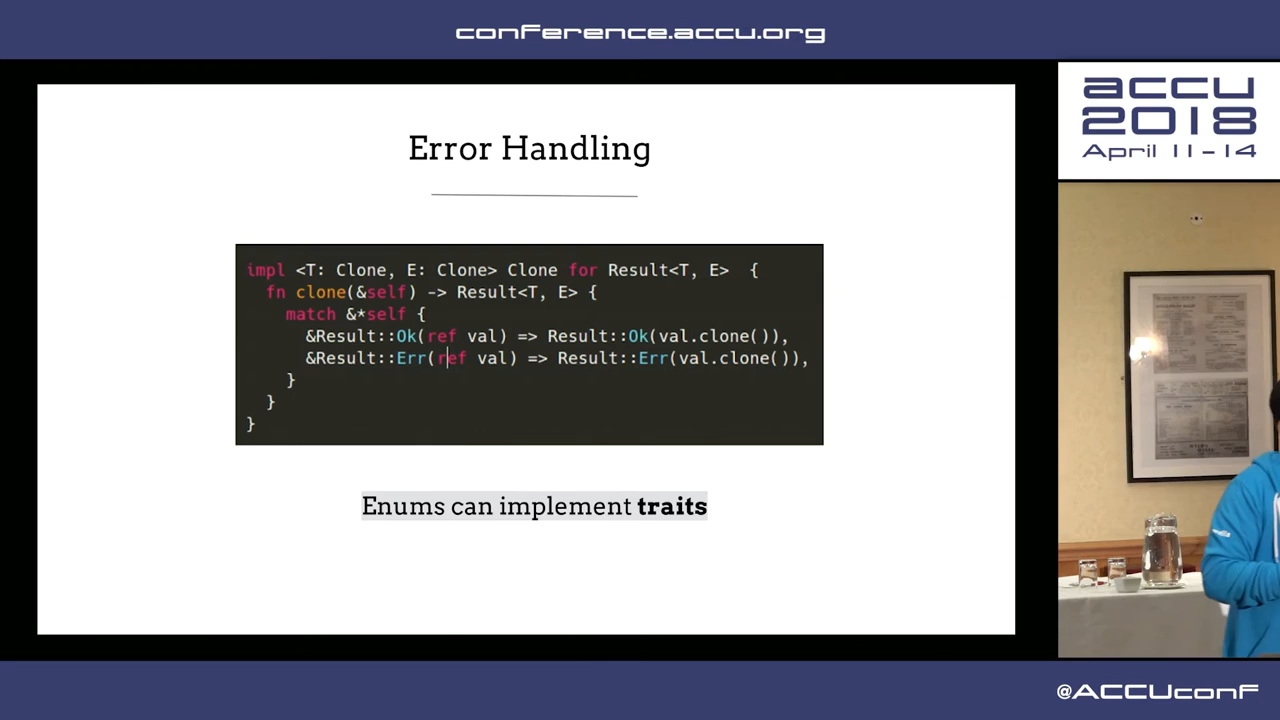 conference.accu.org
accu
2018
April 11-14
Error Handling
impl <T: Clone, E: Clone> Clone for Result<T, E>  {
  fn clone(&self) -> Result<T, E> {
    match &*self {
      &Result::Ok(ref val) => Result::Ok(val.clone()),
      &Result::Err(ref val) => Result::Err(val.clone()),
    }
  }
}
Enums can implement traits
@ACCUconf